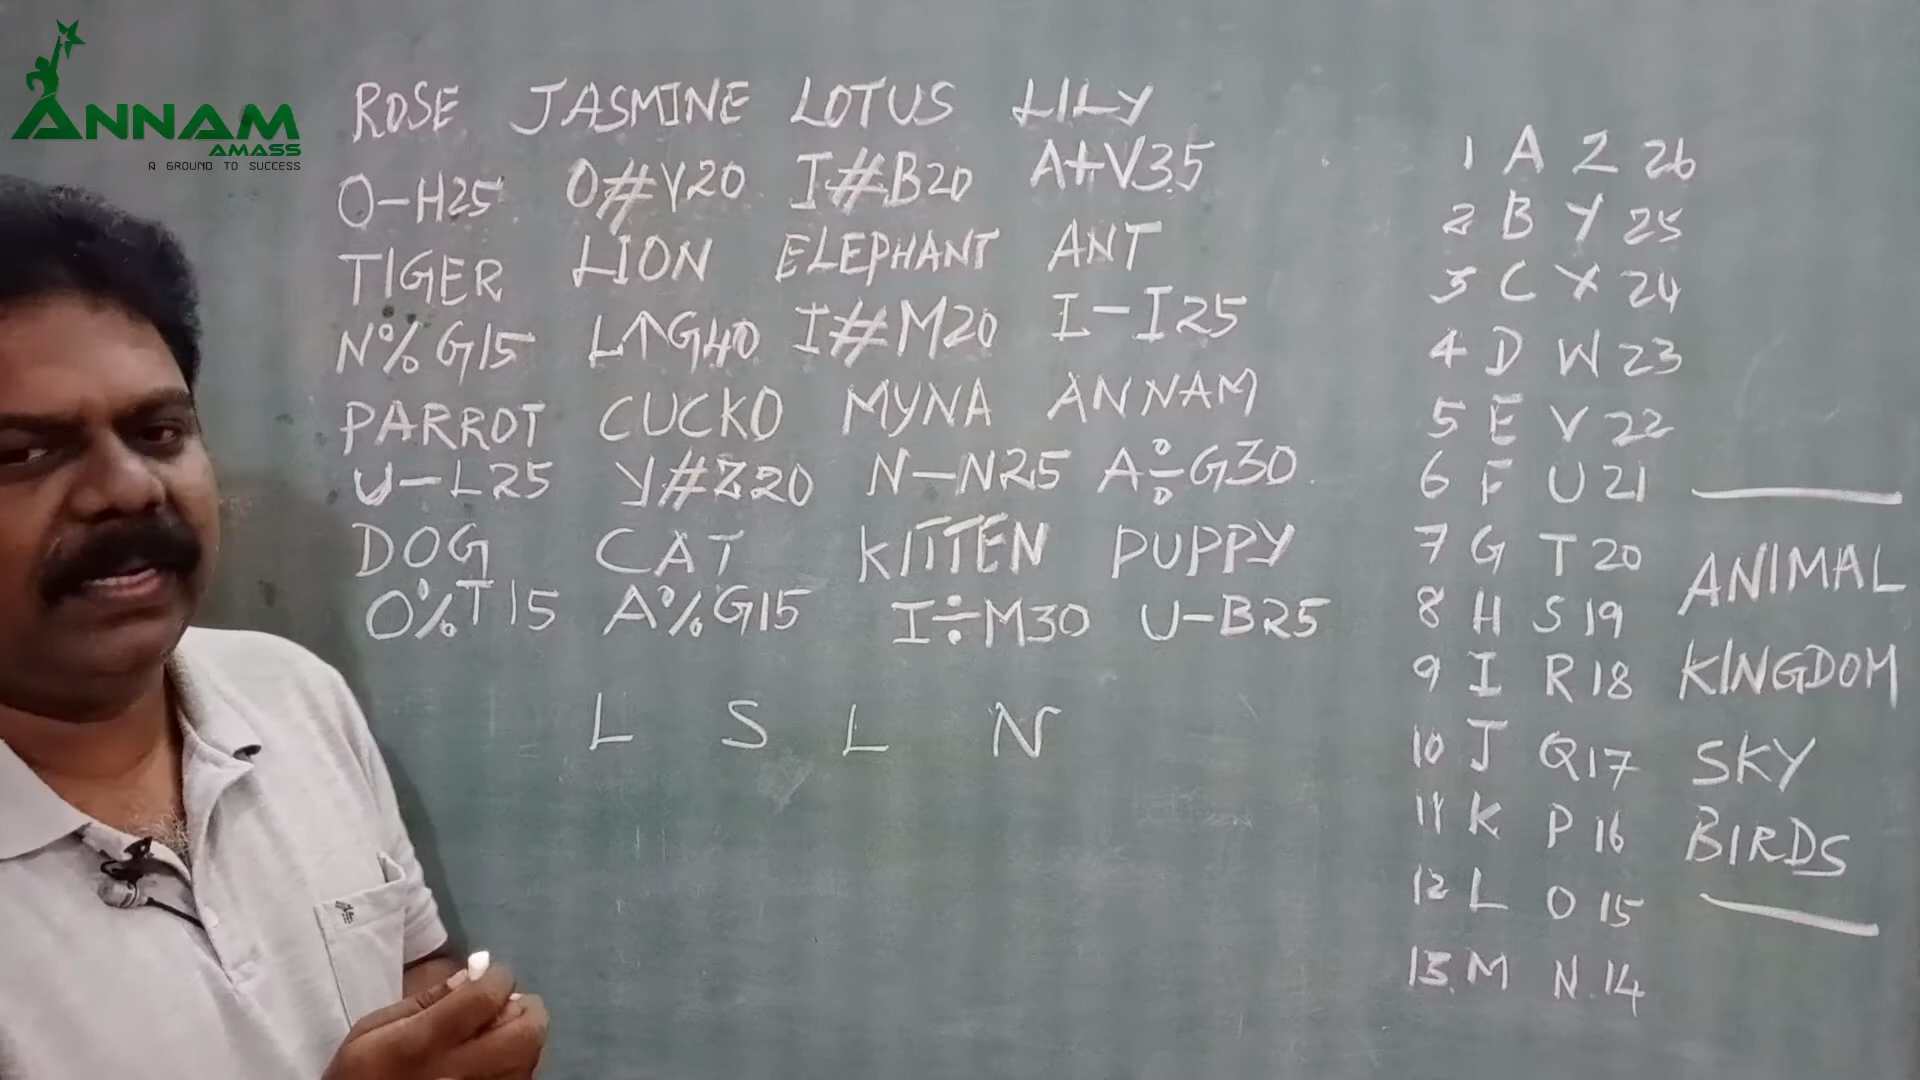 ANNAM
AMASS
A GROUND TO SUCCESS
ROSE JASMINE LOTUS LILY
O-H25 O#V20 I#B20 A+V35
TIGER LION ELEPHANT ANT
N%G15 L↑G40 I#M20 I-I25
PARROT CUCKO MYNA ANNAM
U-L25 Y#Z20 N-N25 A÷G30
DOG CAT KITTEN PUPPY
O%T15 A%G15 I÷M30 U-B25
L S L N
1 A Z 26
2 B Y 25
3 C X 24
4 D W 23
5 E V 22
6 F U 21
7 G T 20
8 H S 19
9 I R 18
10 J Q 17
11 K P 16
12 L O 15
13 M N 14
ANIMAL
KINGDOM
SKY
BIRDS